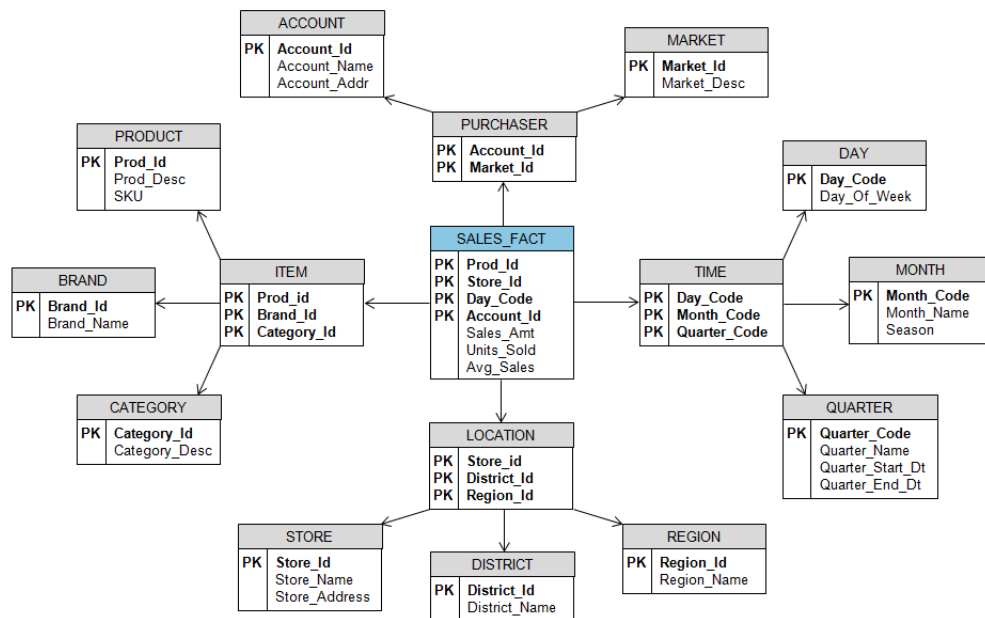 ACCOUNT
PK Account_Id
Account_Name
Account_Addr
MARKET
PK Market_Id
Market_Desc
PURCHASER
PK Account_Id
PK Market_Id
PRODUCT
PK Prod_Id
Prod_Desc
SKU
DAY
PK Day_Code
Day_Of_Week
SALES_FACT
PK Prod_Id
PK Store_Id
PK Day_Code
PK Account_Id
Sales_Amt
Units_Sold
Avg_Sales
BRAND
PK Brand_Id
Brand_Name
ITEM
PK Prod_id
PK Brand_Id
PK Category_Id
TIME
PK Day_Code
PK Month_Code
PK Quarter_Code
MONTH
PK Month_Code
Month_Name
Season
CATEGORY
PK Category_Id
Category_Desc
LOCATION
PK Store_id
PK District_Id
PK Region_Id
QUARTER
PK Quarter_Code
Quarter_Name
Quarter_Start_Dt
Quarter_End_Dt
STORE
PK Store_Id
Store_Name
Store_Address
DISTRICT
PK District_Id
District_Name
REGION
PK Region_Id
Region_Name